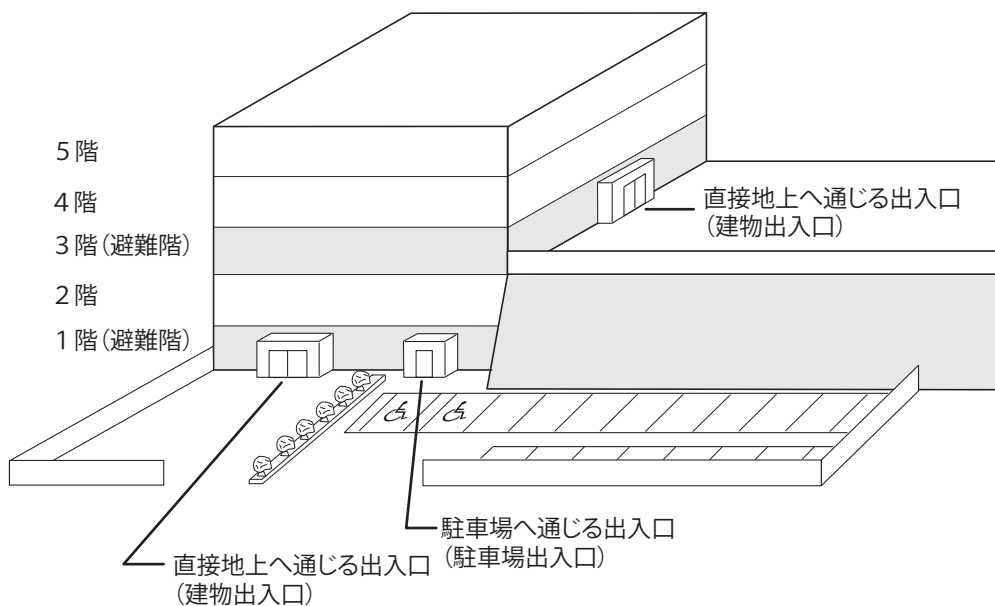 5階
4階
3階(避難階)
2階
1階(避難階)
直接地上へ通じる出入口
(建物出入口)
駐車場へ通じる出入口
(駐車場出入口)
直接地上へ通じる出入口
(建物出入口)